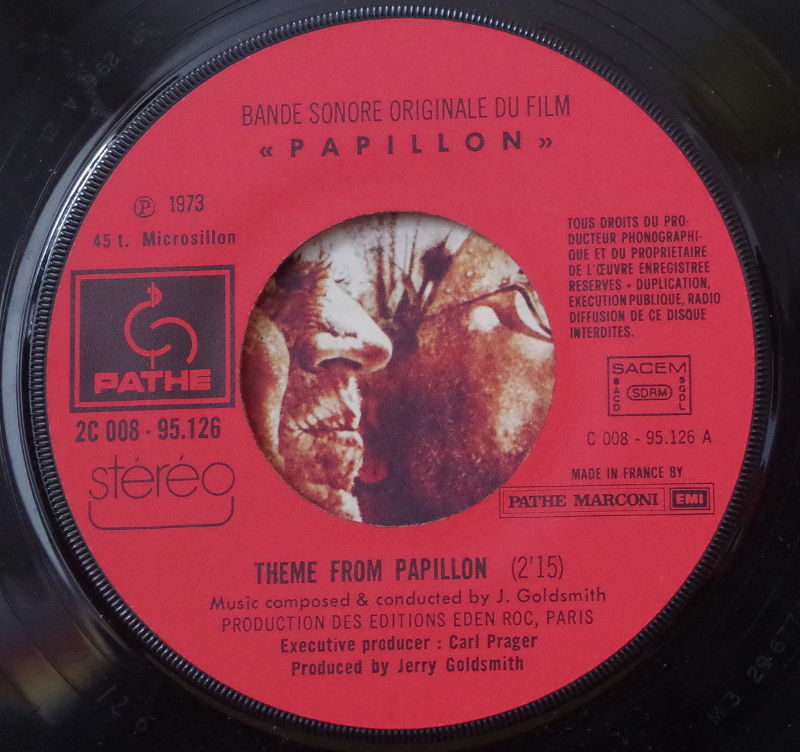 BANDE SONORE ORIGINALE DU FILM
« PAPILLON »
Ⓟ 1973
45 t. Microsillon
PATHE
2C 008 - 95.126
stéréo
TOUS DROITS DU PRO-
DUCTEUR PHONOGRAPHI-
QUE ET DU PROPRIETAIRE
DE L'ŒUVRE ENREGISTREE
RESERVES - DUPLICATION,
EXECUTION PUBLIQUE, RADIO
DIFFUSION DE CE DISQUE
INTERDITES.
SACEM
SACD SDRM SGDL
C 008 - 95.126 A
MADE IN FRANCE BY
PATHE MARCONI EMI
THEME FROM PAPILLON (2'15)
Music composed & conducted by J. Goldsmith
PRODUCTION DES EDITIONS EDEN ROC, PARIS
Executive producer : Carl Prager
Produced by Jerry Goldsmith